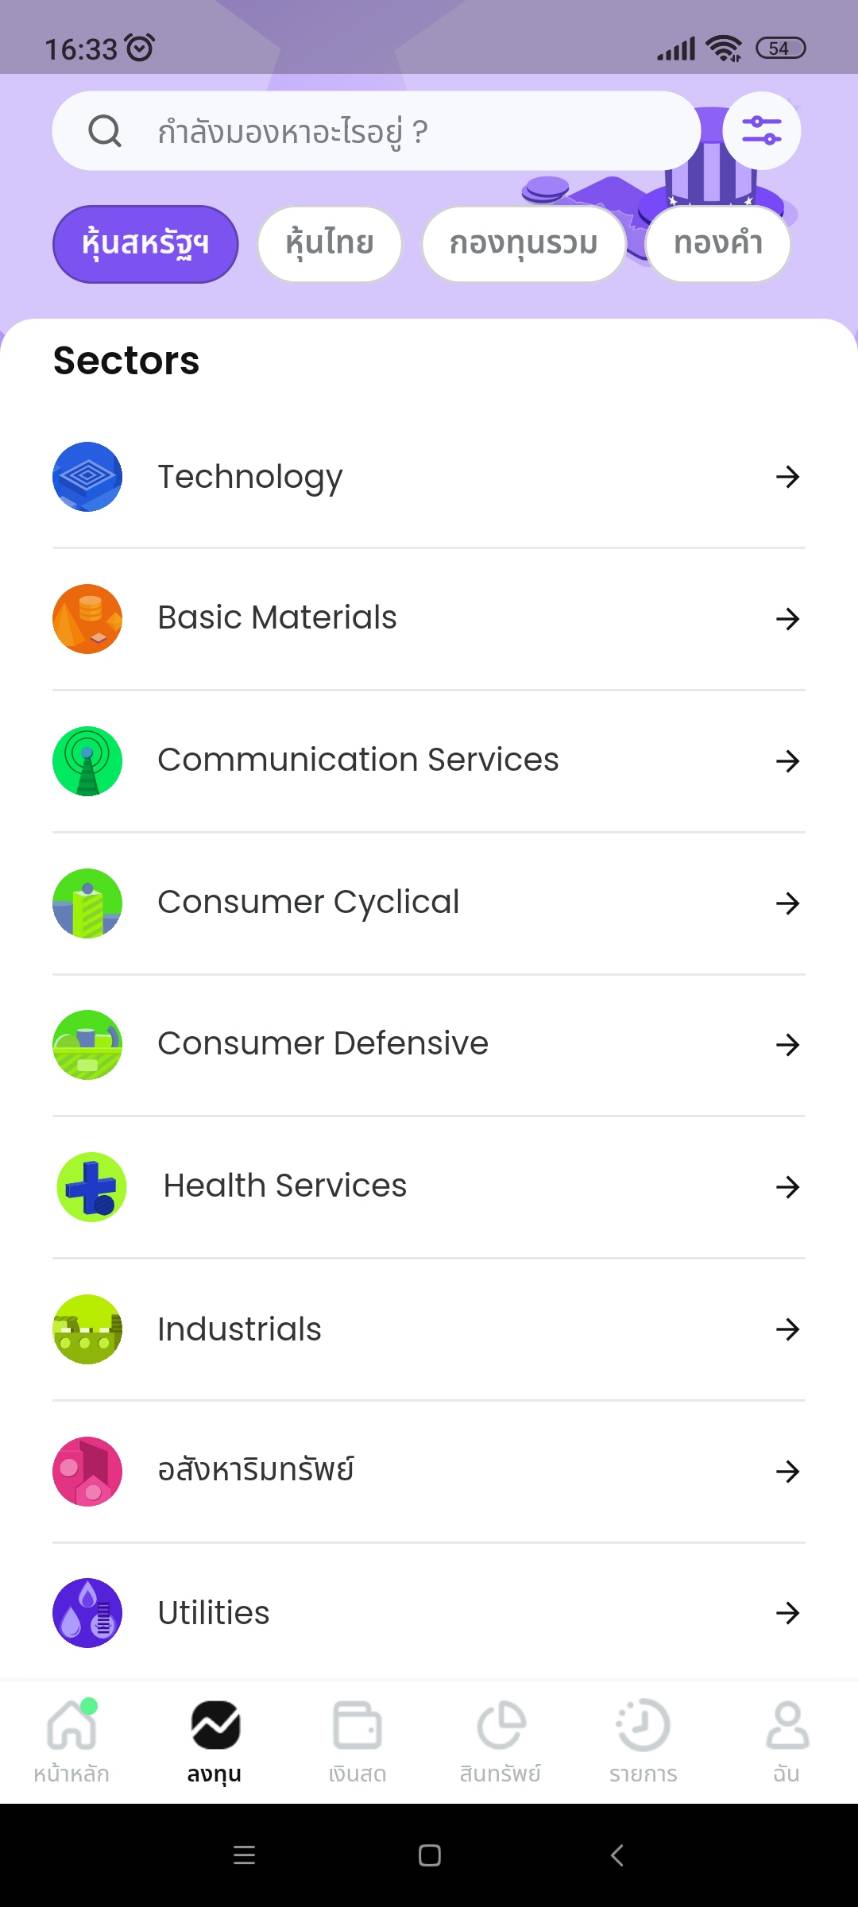 16:33
54
กำลังมองหาอะไรอยู่ ?
หุ้นสหรัฐฯ หุ้นไทย กองทุนรวม ทองคำ
Sectors
Technology
Basic Materials
Communication Services
Consumer Cyclical
Consumer Defensive
Health Services
Industrials
อสังหาริมทรัพย์
Utilities
หน้าหลัก ลงทุน เงินสด สินทรัพย์ รายการ ฉัน